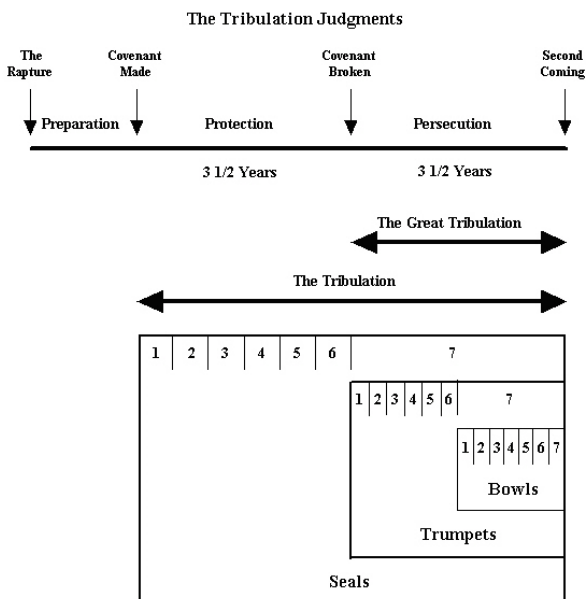 The Tribulation Judgments
The
Rapture
Covenant
Made
Covenant
Broken
Second
Coming
Preparation
Protection
Persecution
3 1/2 Years
3 1/2 Years
The Great Tribulation
The Tribulation
1 2 3 4 5 6 7
1 2 3 4 5 6 7
1 2 3 4 5 6 7
Bowls
Trumpets
Seals